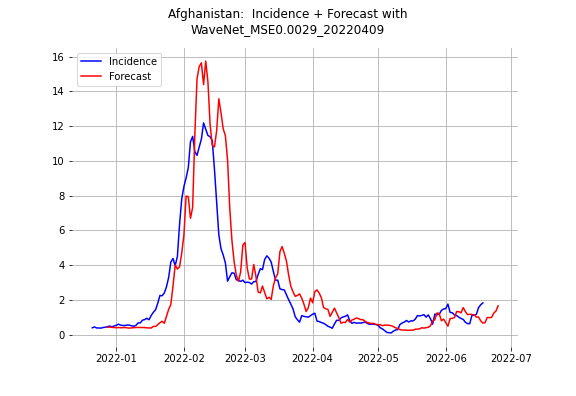 Afghanistan:  Incidence + Forecast with
WaveNet_MSE0.0029_20220409
Incidence
Forecast
16
14
12
10
8
6
4
2
0
2022-01 2022-02 2022-03 2022-04 2022-05 2022-06 2022-07